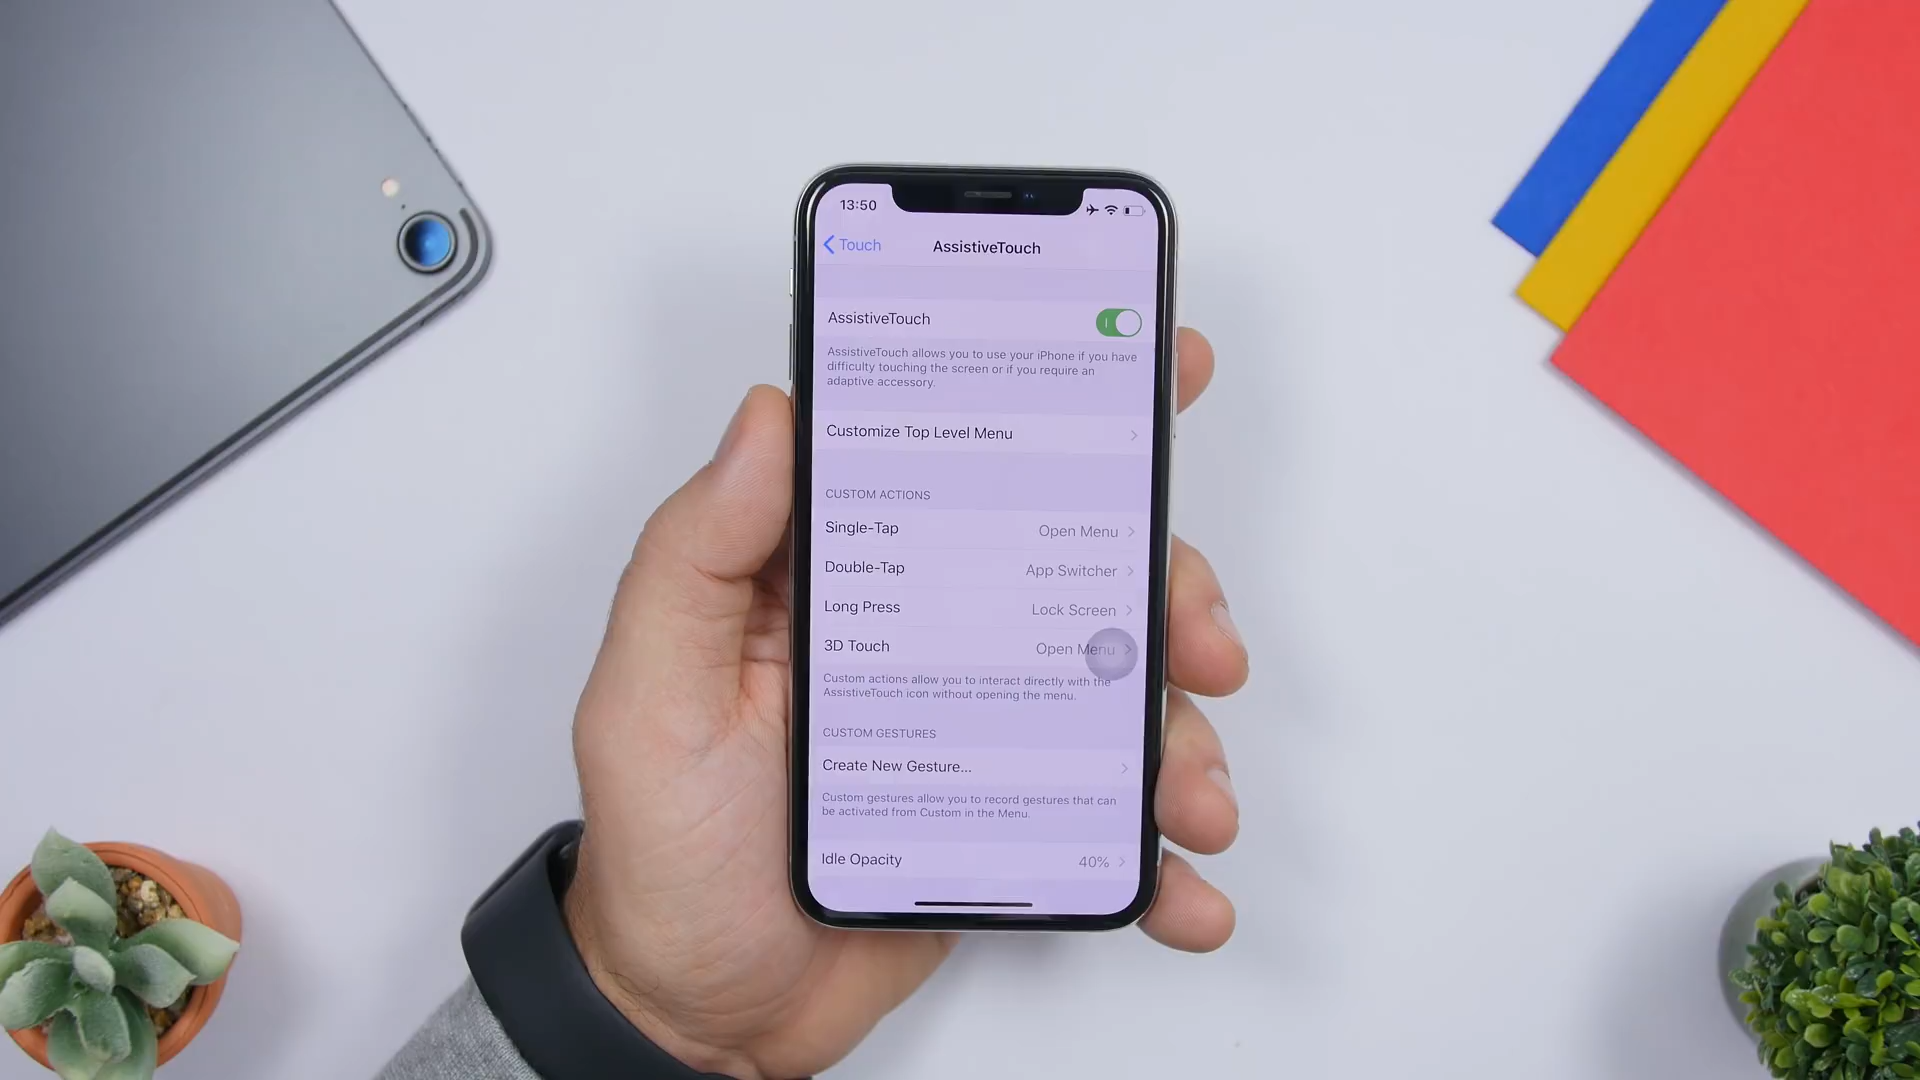 13:50
Touch
AssistiveTouch
AssistiveTouch
AssistiveTouch allows you to use your iPhone if you have
difficulty touching the screen or if you require an
adaptive accessory.
Customize Top Level Menu
CUSTOM ACTIONS
Single-Tap Open Menu
Double-Tap App Switcher
Long Press Lock Screen
3D Touch Open Menu
Custom actions allow you to interact directly with the
AssistiveTouch icon without opening the menu.
CUSTOM GESTURES
Create New Gesture...
Custom gestures allow you to record gestures that can
be activated from Custom in the Menu.
Idle Opacity 40%